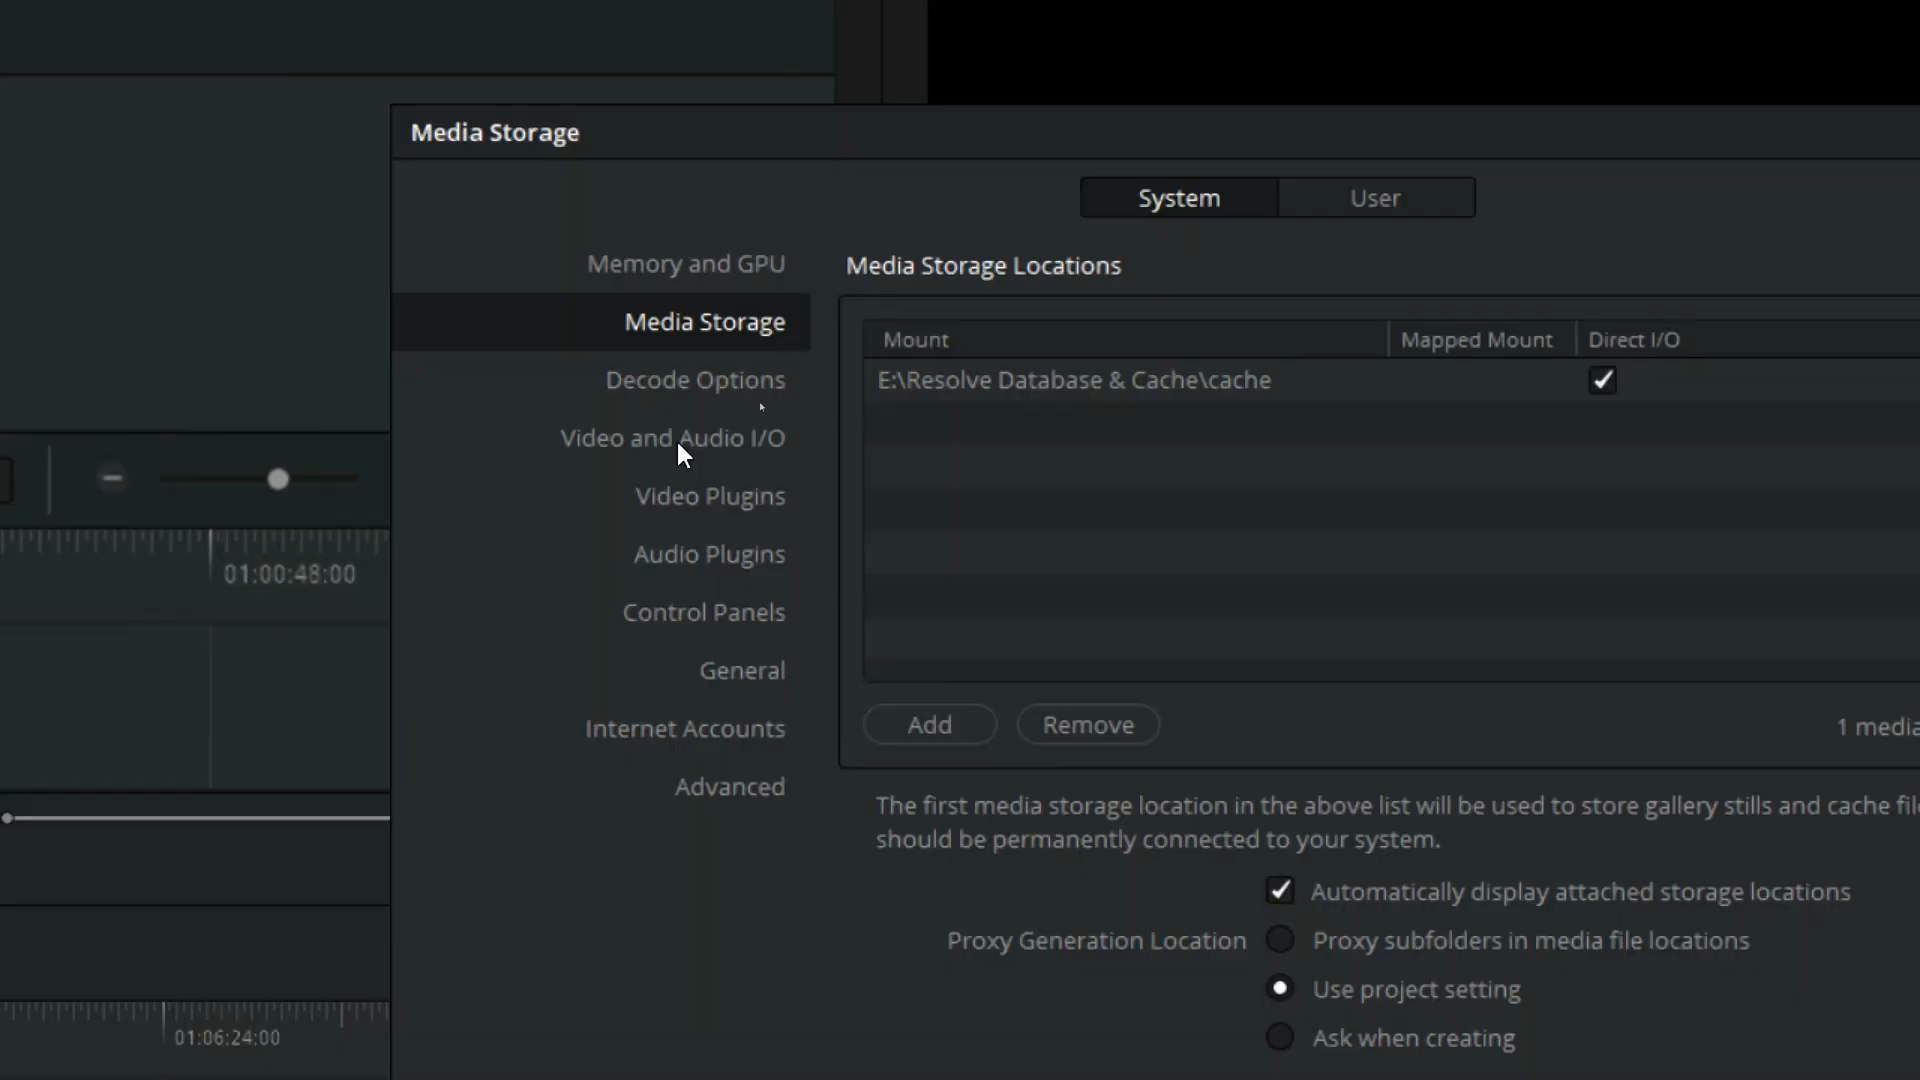 Media Storage
System User
Memory and GPU
Media Storage
Decode Options
Video and Audio I/O
Video Plugins
Audio Plugins
Control Panels
General
Internet Accounts
Advanced
Media Storage Locations
Mount Mapped Mount Direct I/O
E:\Resolve Database & Cache\cache
Add Remove 1 media
The first media storage location in the above list will be used to store gallery stills and cache fil
should be permanently connected to your system.
Automatically display attached storage locations
Proxy Generation Location Proxy subfolders in media file locations
Use project setting
Ask when creating
01:00:48:00
01:06:24:00